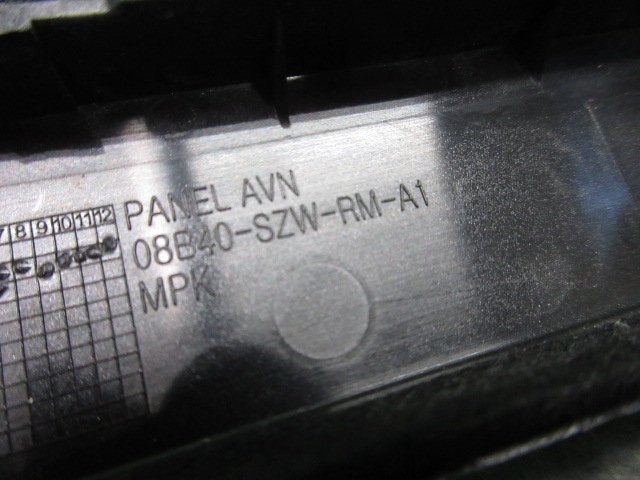 PANEL AVN
7 8 9 10 11 12
08B40-SZW-RM-A1
MPK